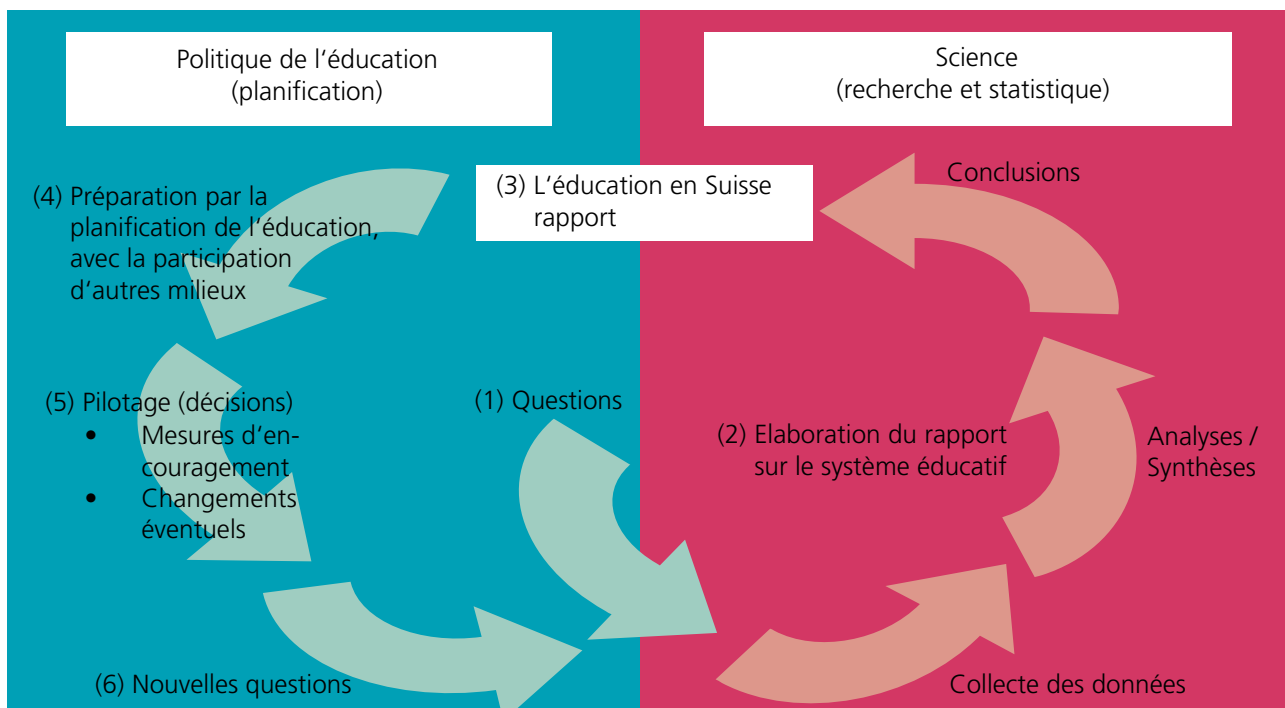 Politique de l‘éducation
(planification)
Science
(recherche et statistique)
(3) L‘éducation en Suisse
rapport
Conclusions
(4) Préparation par la
planification de l‘éducation,
avec la participation
d‘autres milieux
(5) Pilotage (décisions)
• Mesures d‘en-
couragement
• Changements
éventuels
(1) Questions
(2) Elaboration du rapport
sur le système éducatif
Analyses /
Synthèses
(6) Nouvelles questions
Collecte des données